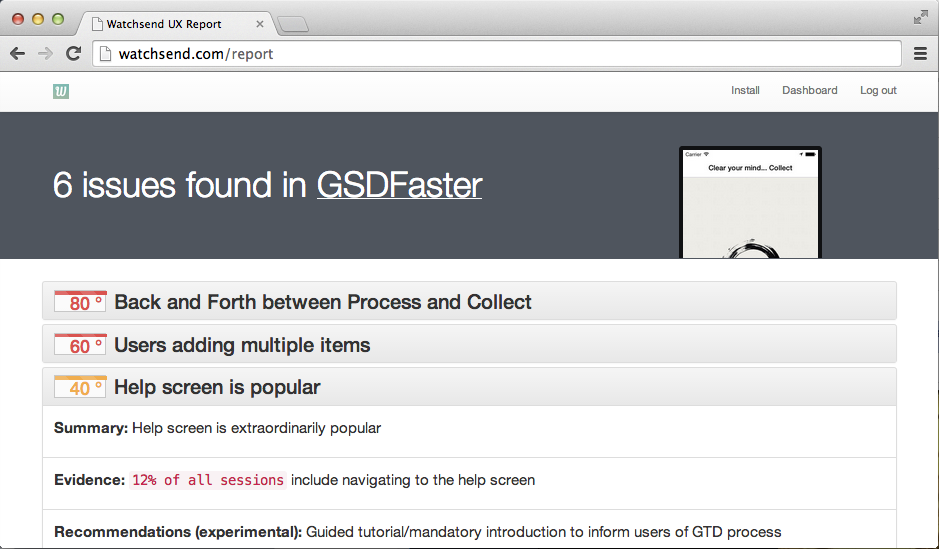 Watchsend UX Report
watchsend.com/report
W
Install Dashboard Log out
6 issues found in GSDFaster
Carrier
Clear your mind... Collect
80 ° Back and Forth between Process and Collect
60 ° Users adding multiple items
40 ° Help screen is popular
Summary: Help screen is extraordinarily popular
Evidence: 12% of all sessions include navigating to the help screen
Recommendations (experimental): Guided tutorial/mandatory introduction to inform users of GTD process